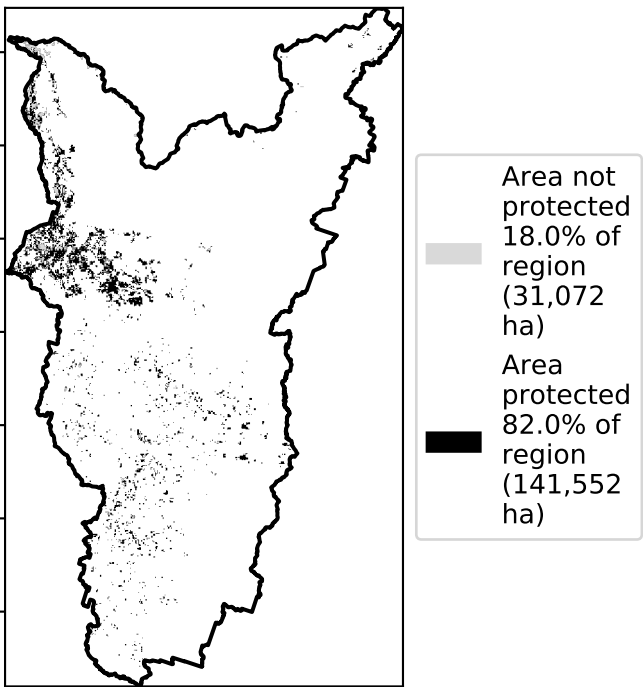 Area not
protected
18.0% of
region
(31,072
ha)
Area
protected
82.0% of
region
(141,552
ha)